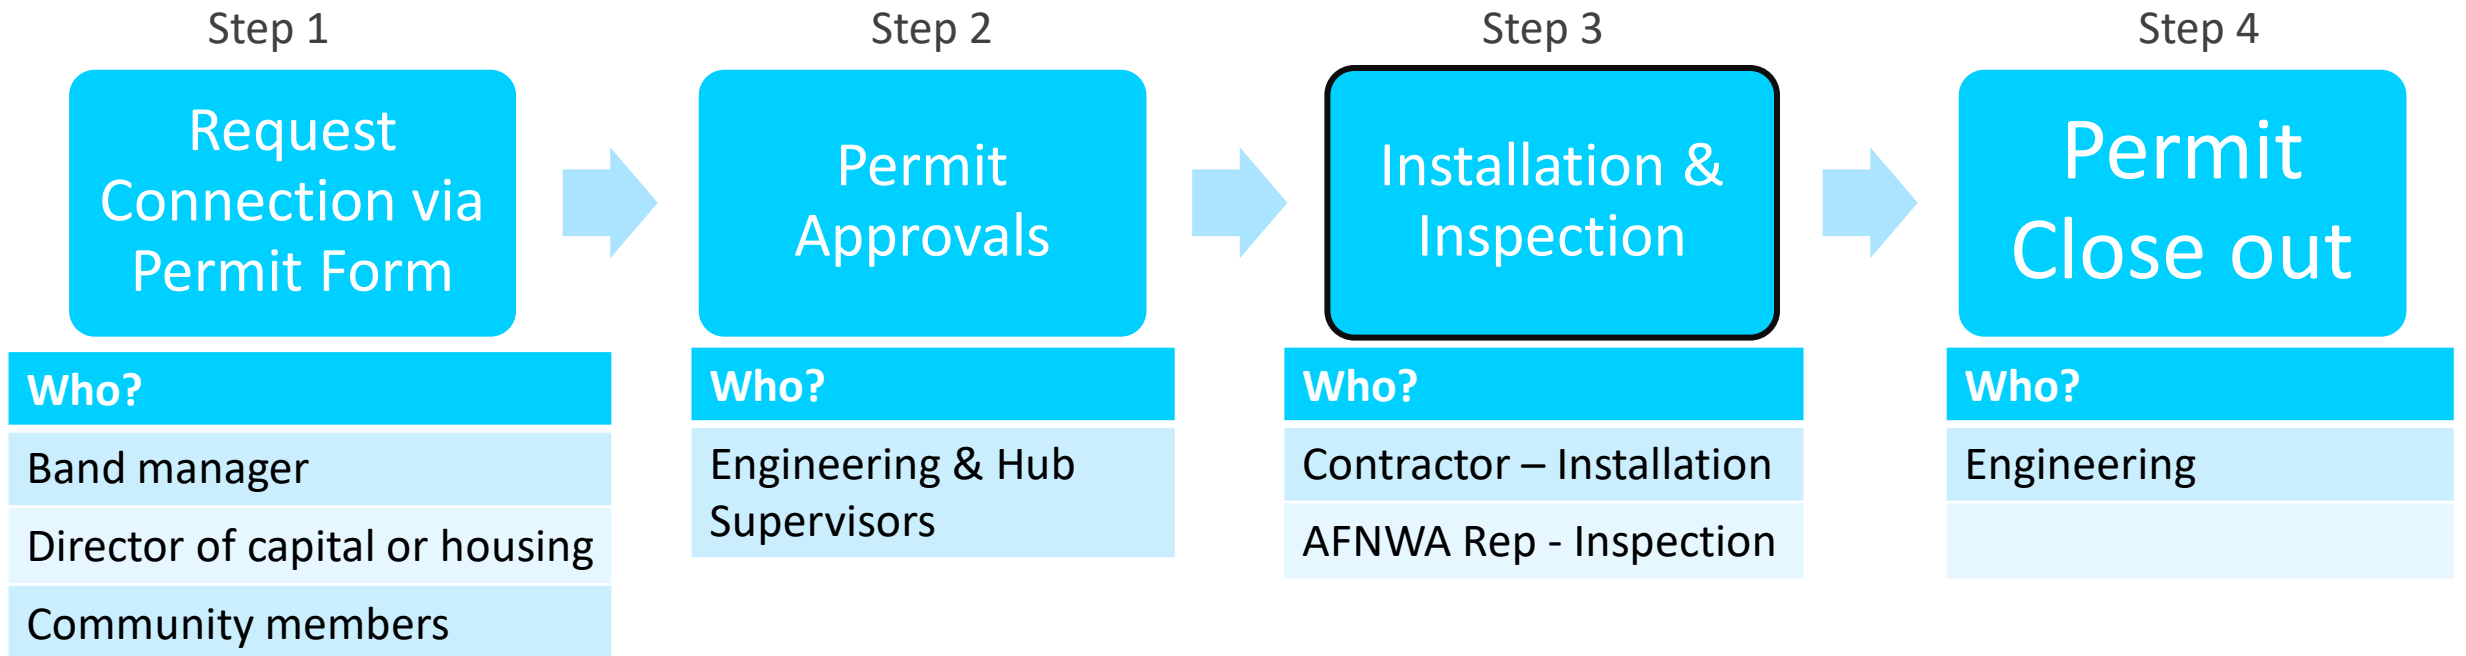 Step 1
Request
Connection via
Permit Form
Who?
Band manager
Director of capital or housing
Community members
Step 2
Permit
Approvals
Who?
Engineering & Hub
Supervisors
Step 3
Installation &
Inspection
Who?
Contractor – Installation
AFNWA Rep - Inspection
Step 4
Permit
Close out
Who?
Engineering